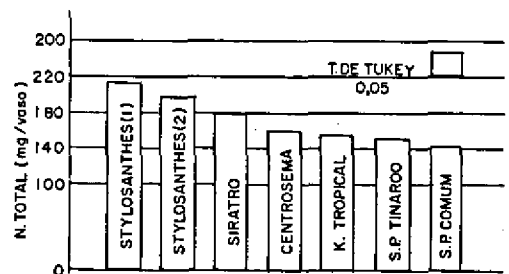 N. TOTAL (mg/vaso)
200
220
180
140
100
0
T. DE TUKEY
0,05
STYLOSANTHES(1)
STYLOSANTHES(2)
SIRATRO
CENTROSEMA
K. TROPICAL
S.P. TINAROO
S.P. COMUM